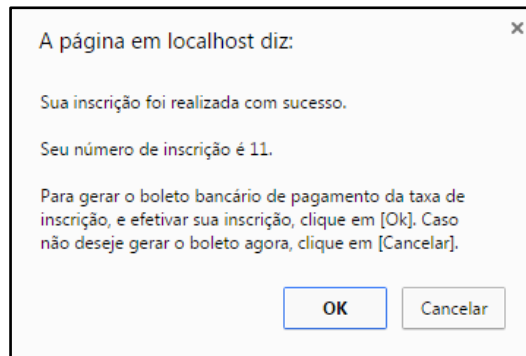 A página em localhost diz:
Sua inscrição foi realizada com sucesso.
Seu número de inscrição é 11.
Para gerar o boleto bancário de pagamento da taxa de
inscrição, e efetivar sua inscrição, clique em [Ok]. Caso
não deseje gerar o boleto agora, clique em [Cancelar].
OK Cancelar